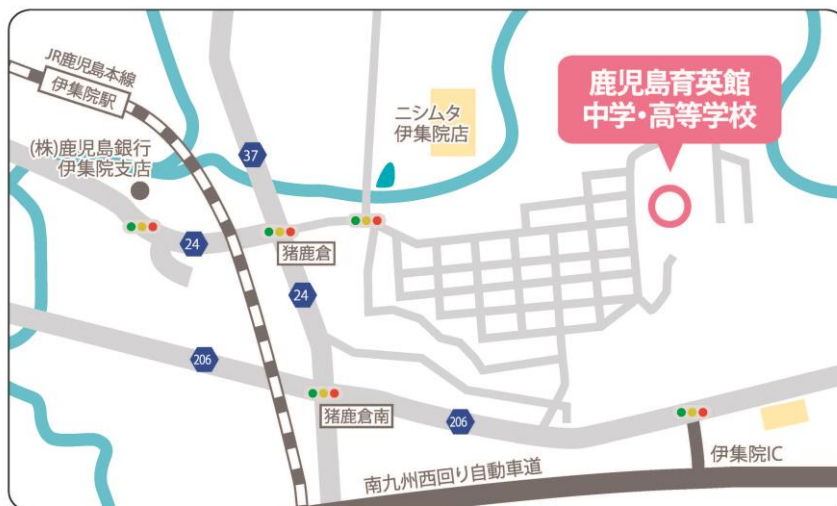 JR鹿児島本線
伊集院駅
(株)鹿児島銀行
伊集院支店
ニシムタ
伊集院店
鹿児島育英館
中学・高等学校
37
24
猪鹿倉
24
206
猪鹿倉南
206
伊集院IC
南九州西回り自動車道